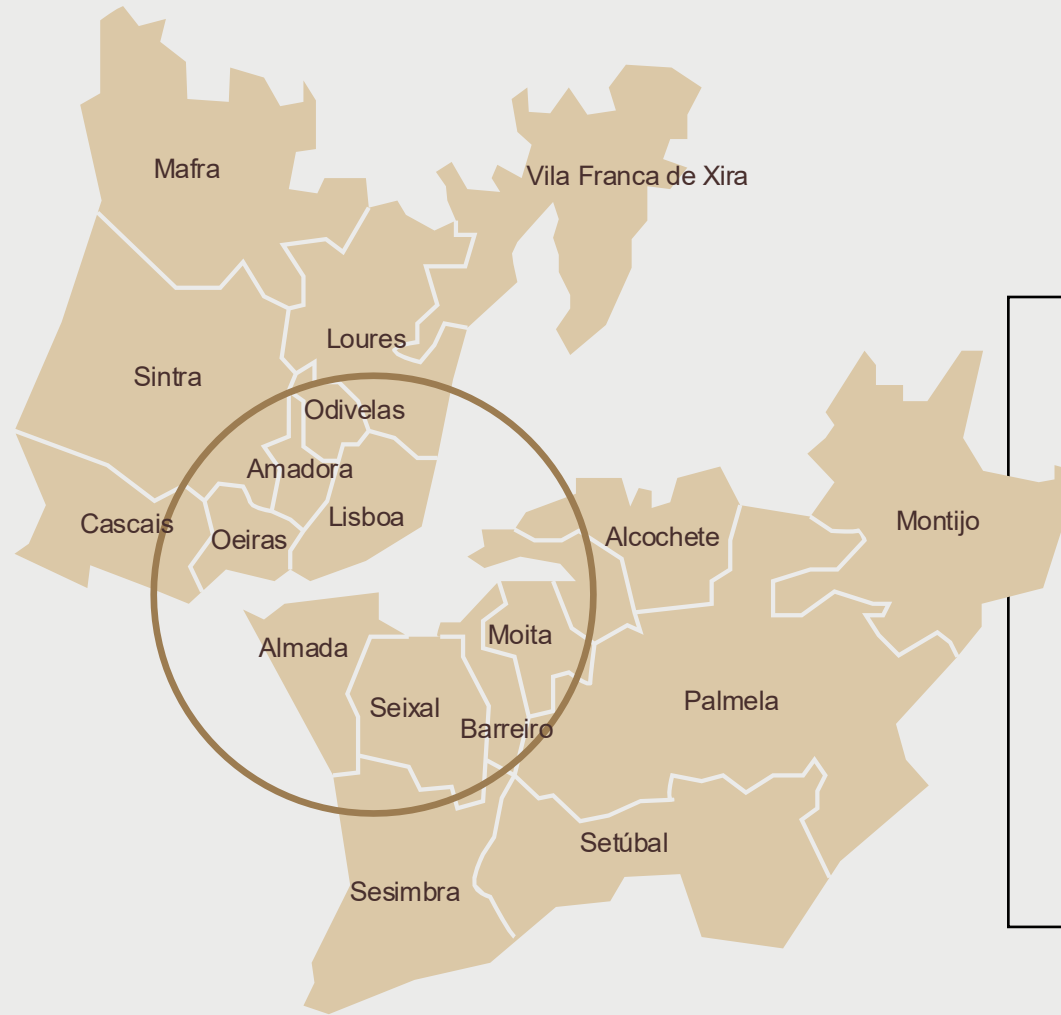 Mafra
Vila Franca de Xira
Loures
Sintra
Odivelas
Amadora
Lisboa
Cascais
Oeiras
Alcochete
Montijo
Almada
Moita
Seixal
Palmela
Barreiro
Setúbal
Sesimbra